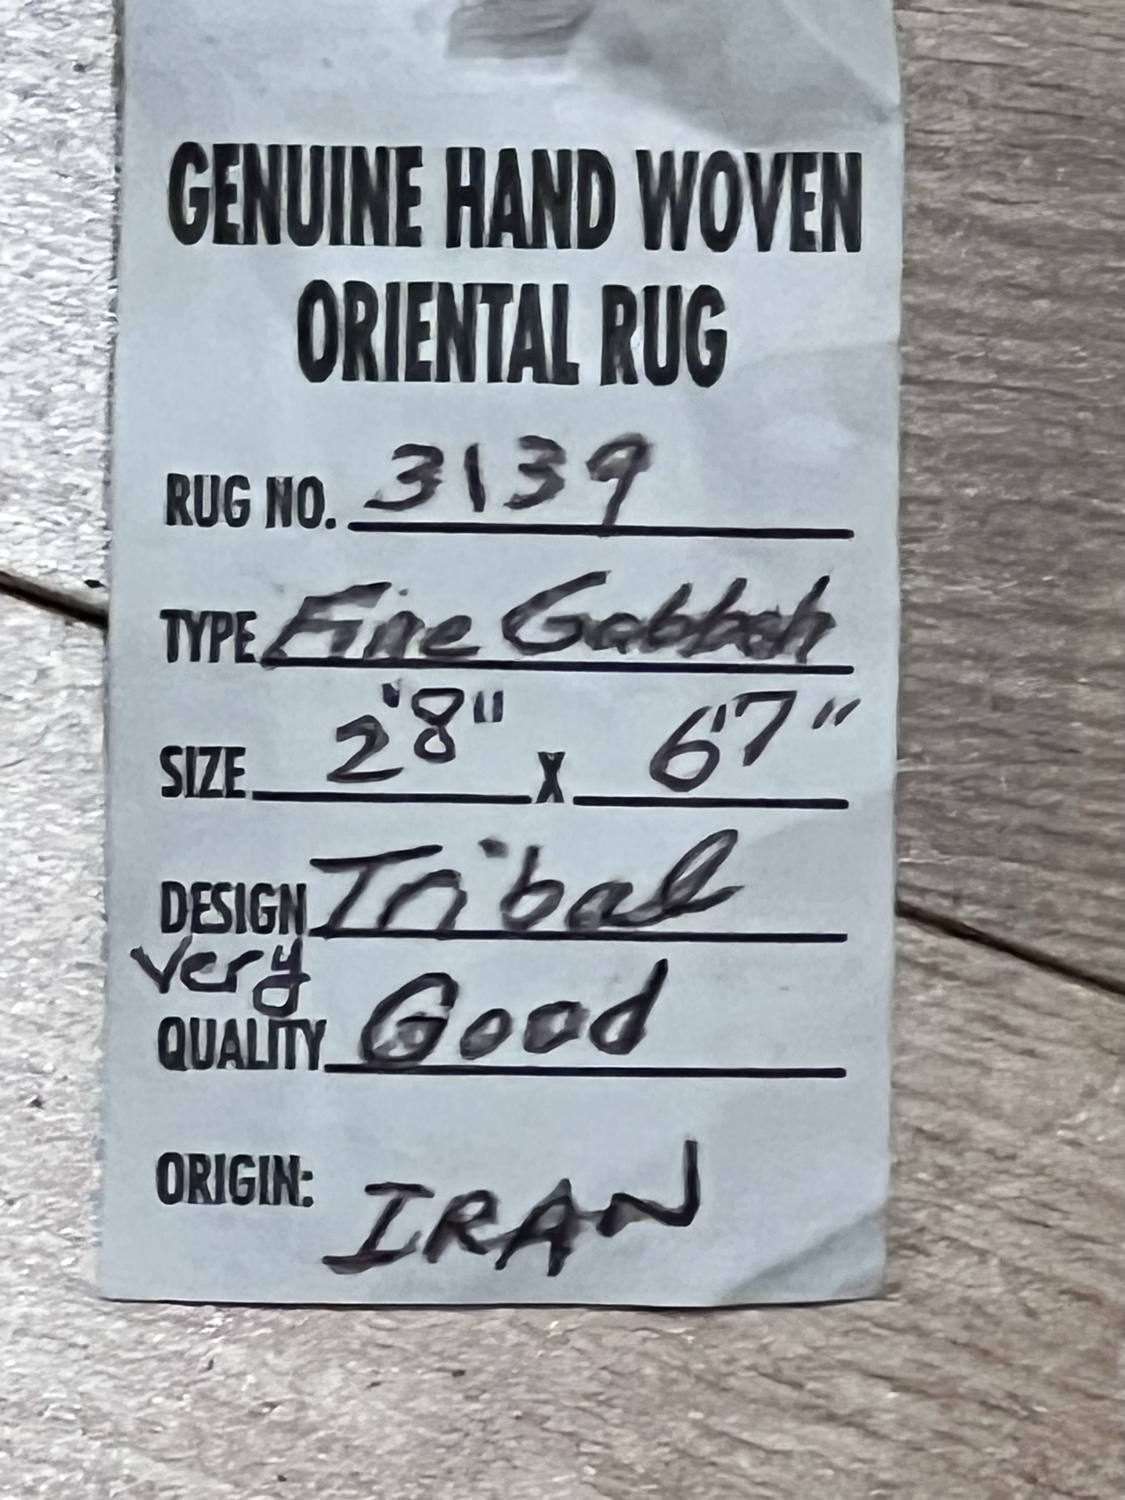 GENUINE HAND WOVEN
ORIENTAL RUG
RUG NO. 3139
TYPE Fine Gabbeh
SIZE 2'8" X 6'7"
DESIGN Tribal
Very
QUALITY Good
ORIGIN: IRAN